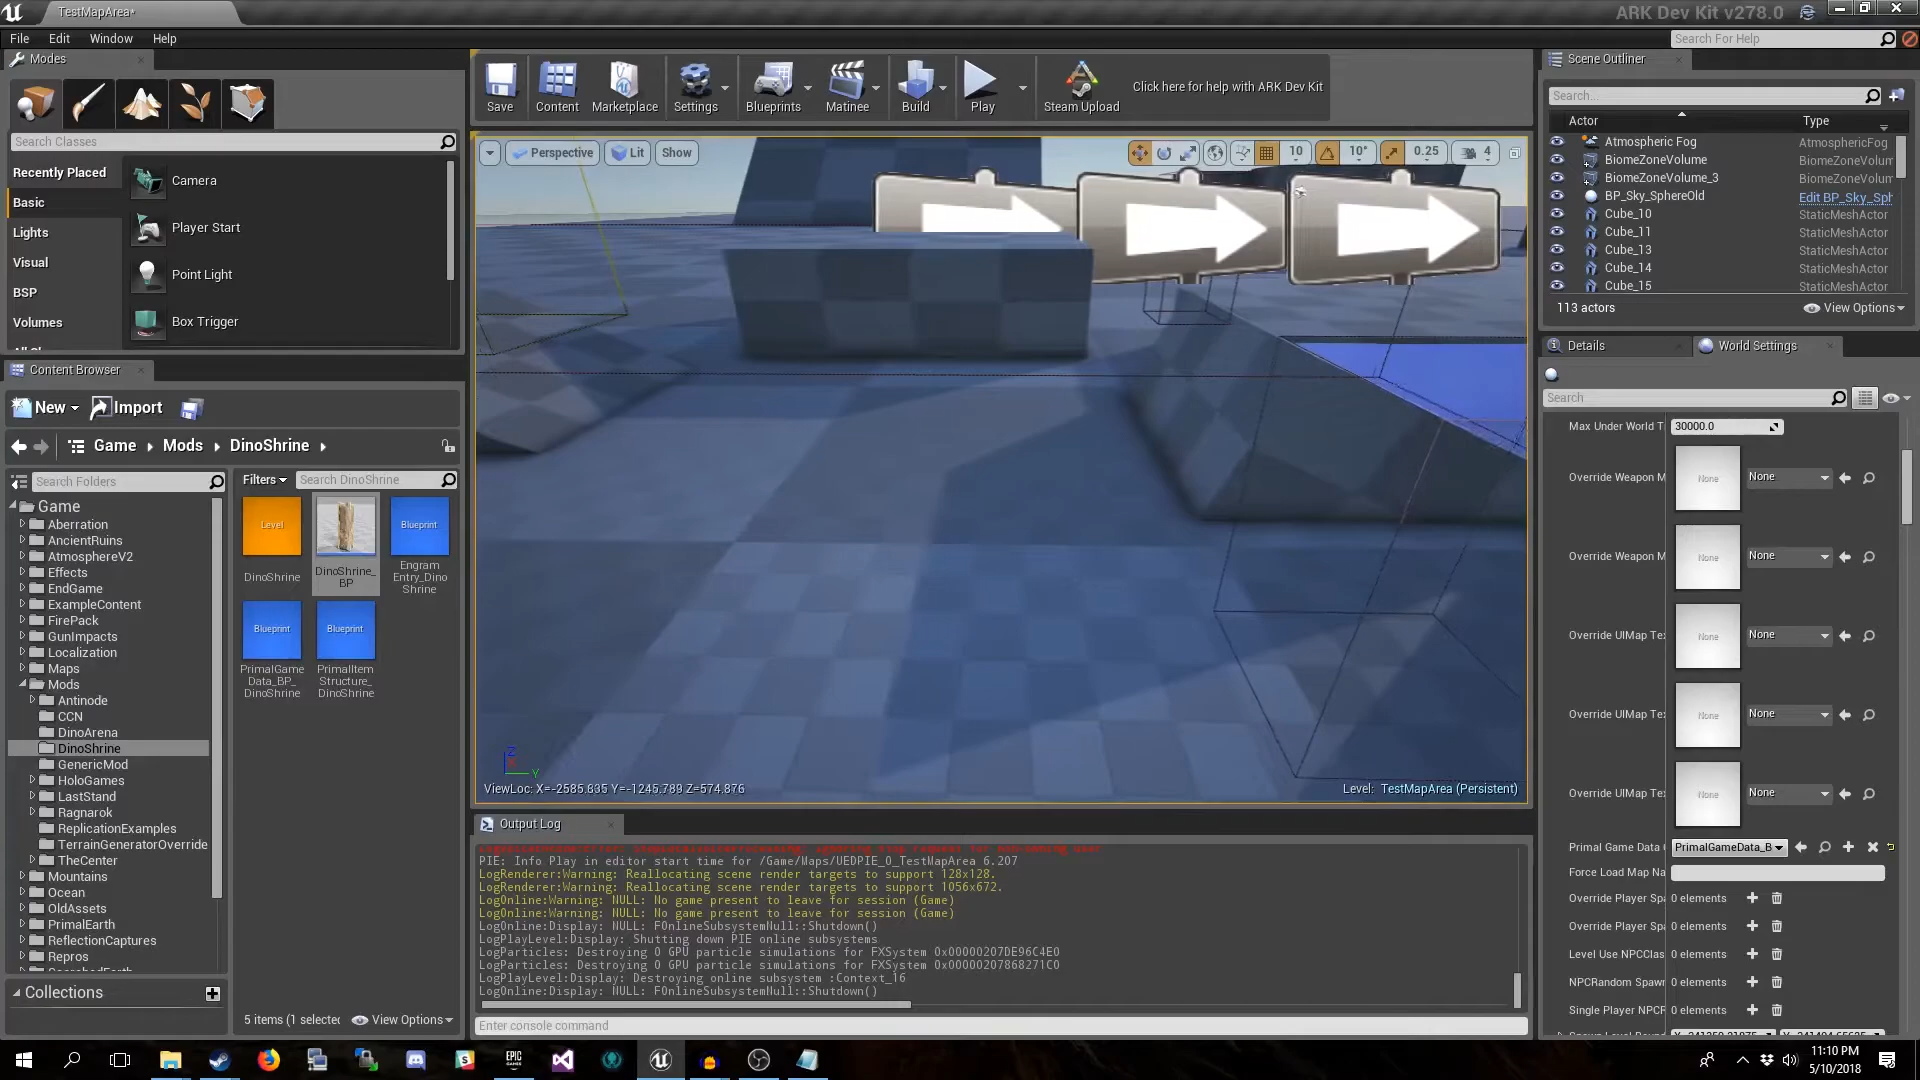 TestMapArea*
ARK Dev Kit v278.0
File Edit Window Help
Search For Help
Modes
Search Classes
Recently Placed
Basic
Lights
Visual
BSP
Volumes
Camera
Player Start
Point Light
Box Trigger
Save
Content
Marketplace
Settings
Blueprints
Matinee
Build
Play
Steam Upload
Click here for help with ARK Dev Kit
Perspective
Lit
Show
10
10°
0.25
4
ViewLoc: X=-2585.835 Y=-1245.789 Z=574.876
Level: TestMapArea (Persistent)
Content Browser
New
Import
Game
Mods
DinoShrine
Search Folders
Game
Aberration
AncientRuins
AtmosphereV2
Effects
EndGame
ExampleContent
FirePack
GunImpacts
Localization
Maps
Mods
Antinode
CCN
DinoArena
DinoShrine
GenericMod
HoloGames
LastStand
Ragnarok
ReplicationExamples
TerrainGeneratorOverride
TheCenter
Mountains
Ocean
OldAssets
PrimalEarth
ReflectionCaptures
Repros
Collections
Filters
Search DinoShrine
Level
DinoShrine
DinoShrine_
BP
Blueprint
Engram
Entry_Dino
Shrine
Blueprint
PrimalGame
Data_BP_
DinoShrine
Blueprint
PrimalItem
Structure_
DinoShrine
5 items (1 selectec
View Options
Output Log
PIE: Info Play in editor start time for /Game/Maps/UEDPIE_0_TestMapArea 6.207
LogRenderer:Warning: Reallocating scene render targets to support 128x128.
LogRenderer:Warning: Reallocating scene render targets to support 1056x672.
LogOnline:Warning: NULL: No game present to leave for session (Game)
LogOnline:Warning: NULL: No game present to leave for session (Game)
LogOnline:Display: NULL: FOnlineSubsystemNull::Shutdown()
LogPlayLevel:Display: Shutting down PIE online subsystems
LogParticles: Destroying 0 GPU particle simulations for FXSystem 0x00000207DE96C4E0
LogParticles: Destroying 0 GPU particle simulations for FXSystem 0x00000207868271C0
LogPlayLevel:Display: Destroying online subsystem :Context_16
LogOnline:Display: NULL: FOnlineSubsystemNull::Shutdown()
Enter console command
Scene Outliner
Search...
Actor
Type
Atmospheric Fog AtmosphericFog
BiomeZoneVolume BiomeZoneVolum
BiomeZoneVolume_3 BiomeZoneVolum
BP_Sky_SphereOld Edit BP_Sky_Sph
Cube_10 StaticMeshActor
Cube_11 StaticMeshActor
Cube_13 StaticMeshActor
Cube_14 StaticMeshActor
Cube_15 StaticMeshActor
113 actors
View Options
Details
World Settings
Search
Max Under World T 30000.0
Override Weapon M None None
Override Weapon M None None
Override UIMap Te None None
Override UIMap Te None None
Override UIMap Te None None
Primal Game Data PrimalGameData_B
Force Load Map Na
Override Player Spa 0 elements
Override Player Spa 0 elements
Level Use NPCClas 0 elements
NPCRandom Spawn 0 elements
Single Player NPCF 0 elements
EPIC
GAMES
11:10 PM
5/10/2018